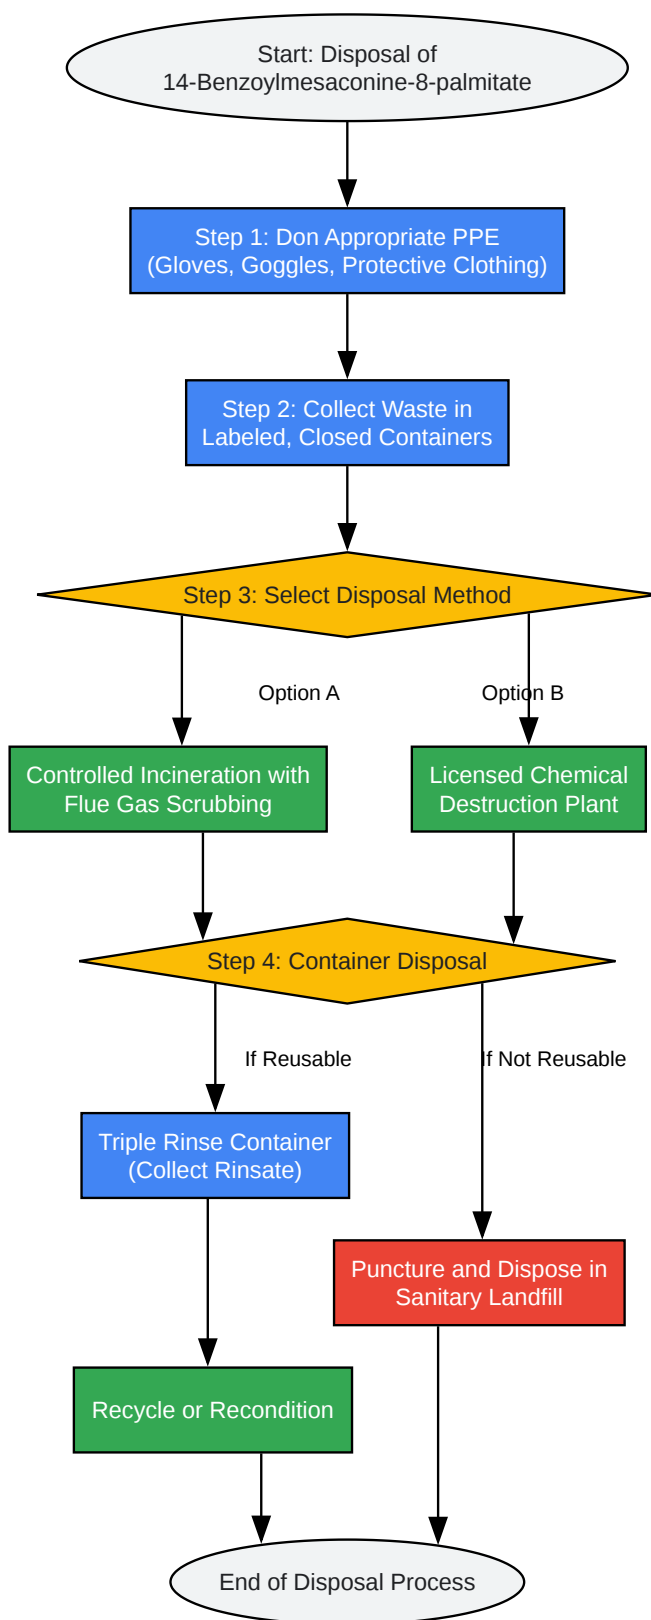 Start: Disposal of
14-Benzoylmesaconine-8-palmitate
Step 1: Don Appropriate PPE
(Gloves, Goggles, Protective Clothing)
Step 2: Collect Waste in
Labeled, Closed Containers
Step 3: Select Disposal Method
Option A
Option B
Controlled Incineration with
Flue Gas Scrubbing
Licensed Chemical
Destruction Plant
Step 4: Container Disposal
If Reusable
If Not Reusable
Triple Rinse Container
(Collect Rinsate)
Puncture and Dispose in
Sanitary Landfill
Recycle or Recondition
End of Disposal Process